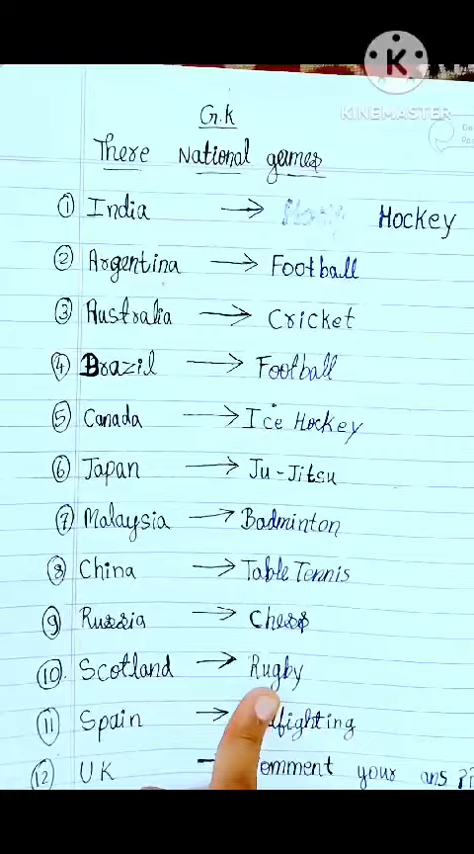 KINEMASTER
G.K
There National games
① India → Hockey
② Argentina → Football
③ Australia → Cricket
④ Brazil → Football
⑤ Canada → Ice Hockey
⑥ Japan → Ju-Jitsu
⑦ Malaysia → Badminton
⑧ China → Table Tennis
⑨ Russia → Chess
⑩ Scotland → Rugby
⑪ Spain → fighting
⑫ UK → your ans ??